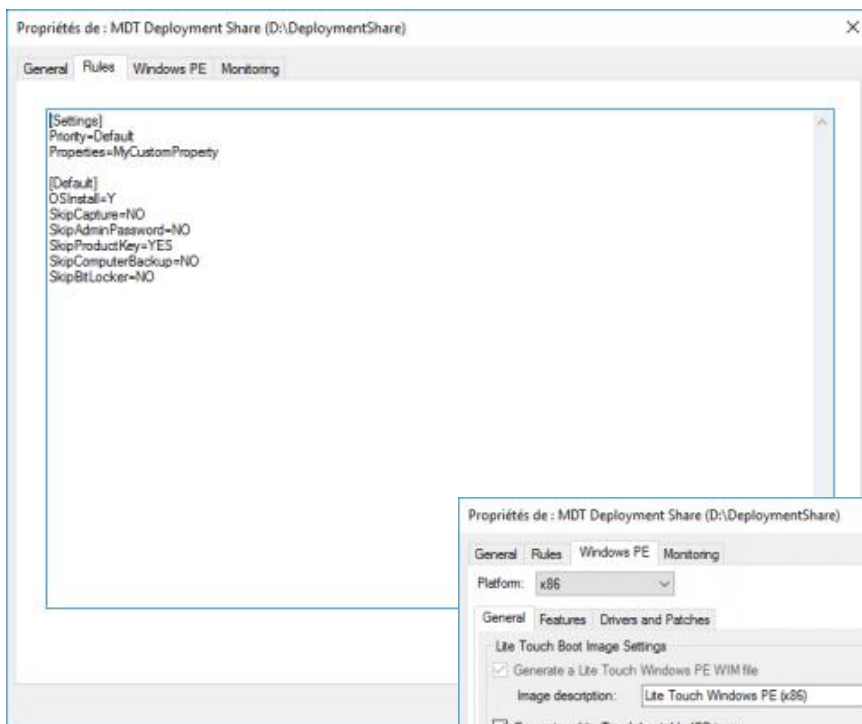 Propriétés de : MDT Deployment Share (D:\DeploymentShare)
General Rules Windows PE Monitoring
[Settings]
Priority=Default
Properties=MyCustomProperty
[Default]
OSInstall=Y
SkipCapture=NO
SkipAdminPassword=NO
SkipProductKey=YES
SkipComputerBackup=NO
SkipBitLocker=NO
Propriétés de : MDT Deployment Share (D:\DeploymentShare)
General Rules Windows PE Monitoring
Platform: x86
General Features Drivers and Patches
Lite Touch Boot Image Settings
Generate a Lite Touch Windows PE WIM file
Image description: Lite Touch Windows PE (x86)